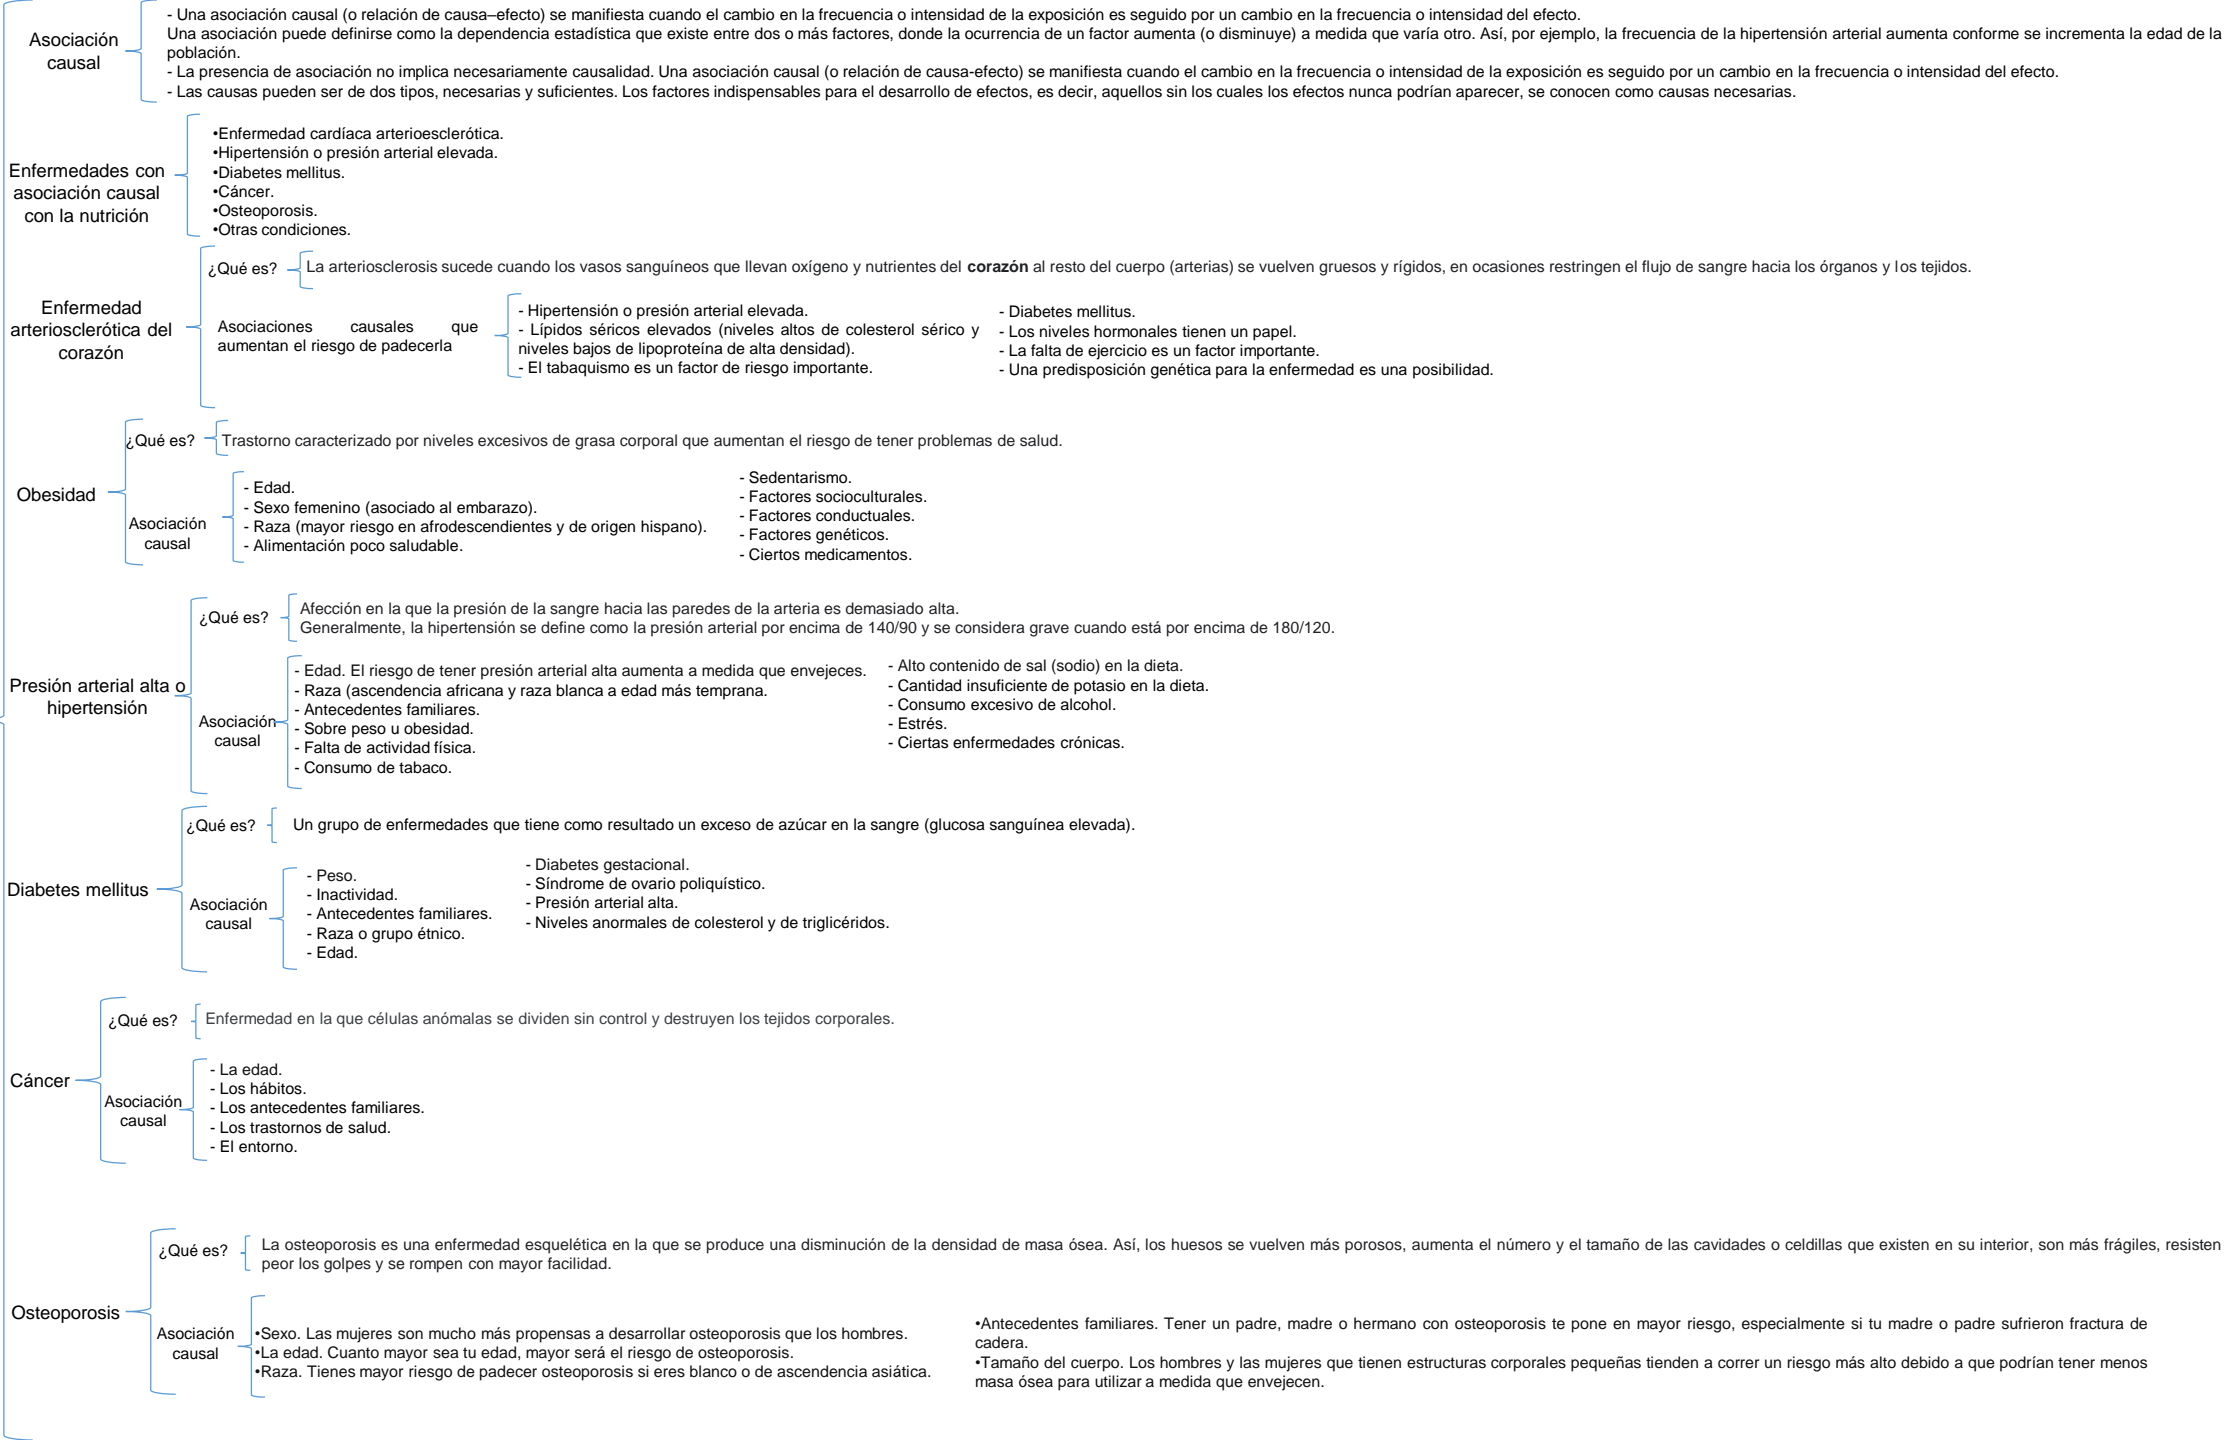 Asociación
causal
- Una asociación causal (o relación de causa–efecto) se manifiesta cuando el cambio en la frecuencia o intensidad de la exposición es seguido por un cambio en la frecuencia o intensidad del efecto.
Una asociación puede definirse como la dependencia estadística que existe entre dos o más factores, donde la ocurrencia de un factor aumenta (o disminuye) a medida que varía otro. Así, por ejemplo, la frecuencia de la hipertensión arterial aumenta conforme se incrementa la edad de la
población.
- La presencia de asociación no implica necesariamente causalidad. Una asociación causal (o relación de causa-efecto) se manifiesta cuando el cambio en la frecuencia o intensidad de la exposición es seguido por un cambio en la frecuencia o intensidad del efecto.
- Las causas pueden ser de dos tipos, necesarias y suficientes. Los factores indispensables para el desarrollo de efectos, es decir, aquellos sin los cuales los efectos nunca podrían aparecer, se conocen como causas necesarias.
Enfermedades con
asociación causal
con la nutrición
•Enfermedad cardíaca arterioesclerótica.
•Hipertensión o presión arterial elevada.
•Diabetes mellitus.
•Cáncer.
•Osteoporosis.
•Otras condiciones.
Enfermedad
arteriosclerótica del
corazón
¿Qué es?
La arteriosclerosis sucede cuando los vasos sanguíneos que llevan oxígeno y nutrientes del corazón al resto del cuerpo (arterias) se vuelven gruesos y rígidos, en ocasiones restringen el flujo de sangre hacia los órganos y los tejidos.
Asociaciones causales que
aumentan el riesgo de padecerla
- Hipertensión o presión arterial elevada.
- Lípidos séricos elevados (niveles altos de colesterol sérico y
niveles bajos de lipoproteína de alta densidad).
- El tabaquismo es un factor de riesgo importante.
- Diabetes mellitus.
- Los niveles hormonales tienen un papel.
- La falta de ejercicio es un factor importante.
- Una predisposición genética para la enfermedad es una posibilidad.
Obesidad
¿Qué es?
Trastorno caracterizado por niveles excesivos de grasa corporal que aumentan el riesgo de tener problemas de salud.
Asociación
causal
- Edad.
- Sexo femenino (asociado al embarazo).
- Raza (mayor riesgo en afrodescendientes y de origen hispano).
- Alimentación poco saludable.
- Sedentarismo.
- Factores socioculturales.
- Factores conductuales.
- Factores genéticos.
- Ciertos medicamentos.
Presión arterial alta o
hipertensión
¿Qué es?
Afección en la que la presión de la sangre hacia las paredes de la arteria es demasiado alta.
Generalmente, la hipertensión se define como la presión arterial por encima de 140/90 y se considera grave cuando está por encima de 180/120.
Asociación
causal
- Edad. El riesgo de tener presión arterial alta aumenta a medida que envejeces.
- Raza (ascendencia africana y raza blanca a edad más temprana.
- Antecedentes familiares.
- Sobre peso u obesidad.
- Falta de actividad física.
- Consumo de tabaco.
- Alto contenido de sal (sodio) en la dieta.
- Cantidad insuficiente de potasio en la dieta.
- Consumo excesivo de alcohol.
- Estrés.
- Ciertas enfermedades crónicas.
Diabetes mellitus
¿Qué es?
Un grupo de enfermedades que tiene como resultado un exceso de azúcar en la sangre (glucosa sanguínea elevada).
Asociación
causal
- Peso.
- Inactividad.
- Antecedentes familiares.
- Raza o grupo étnico.
- Edad.
- Diabetes gestacional.
- Síndrome de ovario poliquístico.
- Presión arterial alta.
- Niveles anormales de colesterol y de triglicéridos.
Cáncer
¿Qué es?
Enfermedad en la que células anómalas se dividen sin control y destruyen los tejidos corporales.
Asociación
causal
- La edad.
- Los hábitos.
- Los antecedentes familiares.
- Los trastornos de salud.
- El entorno.
Osteoporosis
¿Qué es?
La osteoporosis es una enfermedad esquelética en la que se produce una disminución de la densidad de masa ósea. Así, los huesos se vuelven más porosos, aumenta el número y el tamaño de las cavidades o celdillas que existen en su interior, son más frágiles, resisten
peor los golpes y se rompen con mayor facilidad.
Asociación
causal
•Sexo. Las mujeres son mucho más propensas a desarrollar osteoporosis que los hombres.
•La edad. Cuanto mayor sea tu edad, mayor será el riesgo de osteoporosis.
•Raza. Tienes mayor riesgo de padecer osteoporosis si eres blanco o de ascendencia asiática.
•Antecedentes familiares. Tener un padre, madre o hermano con osteoporosis te pone en mayor riesgo, especialmente si tu madre o padre sufrieron fractura de
cadera.
•Tamaño del cuerpo. Los hombres y las mujeres que tienen estructuras corporales pequeñas tienden a correr un riesgo más alto debido a que podrían tener menos
masa ósea para utilizar a medida que envejecen.